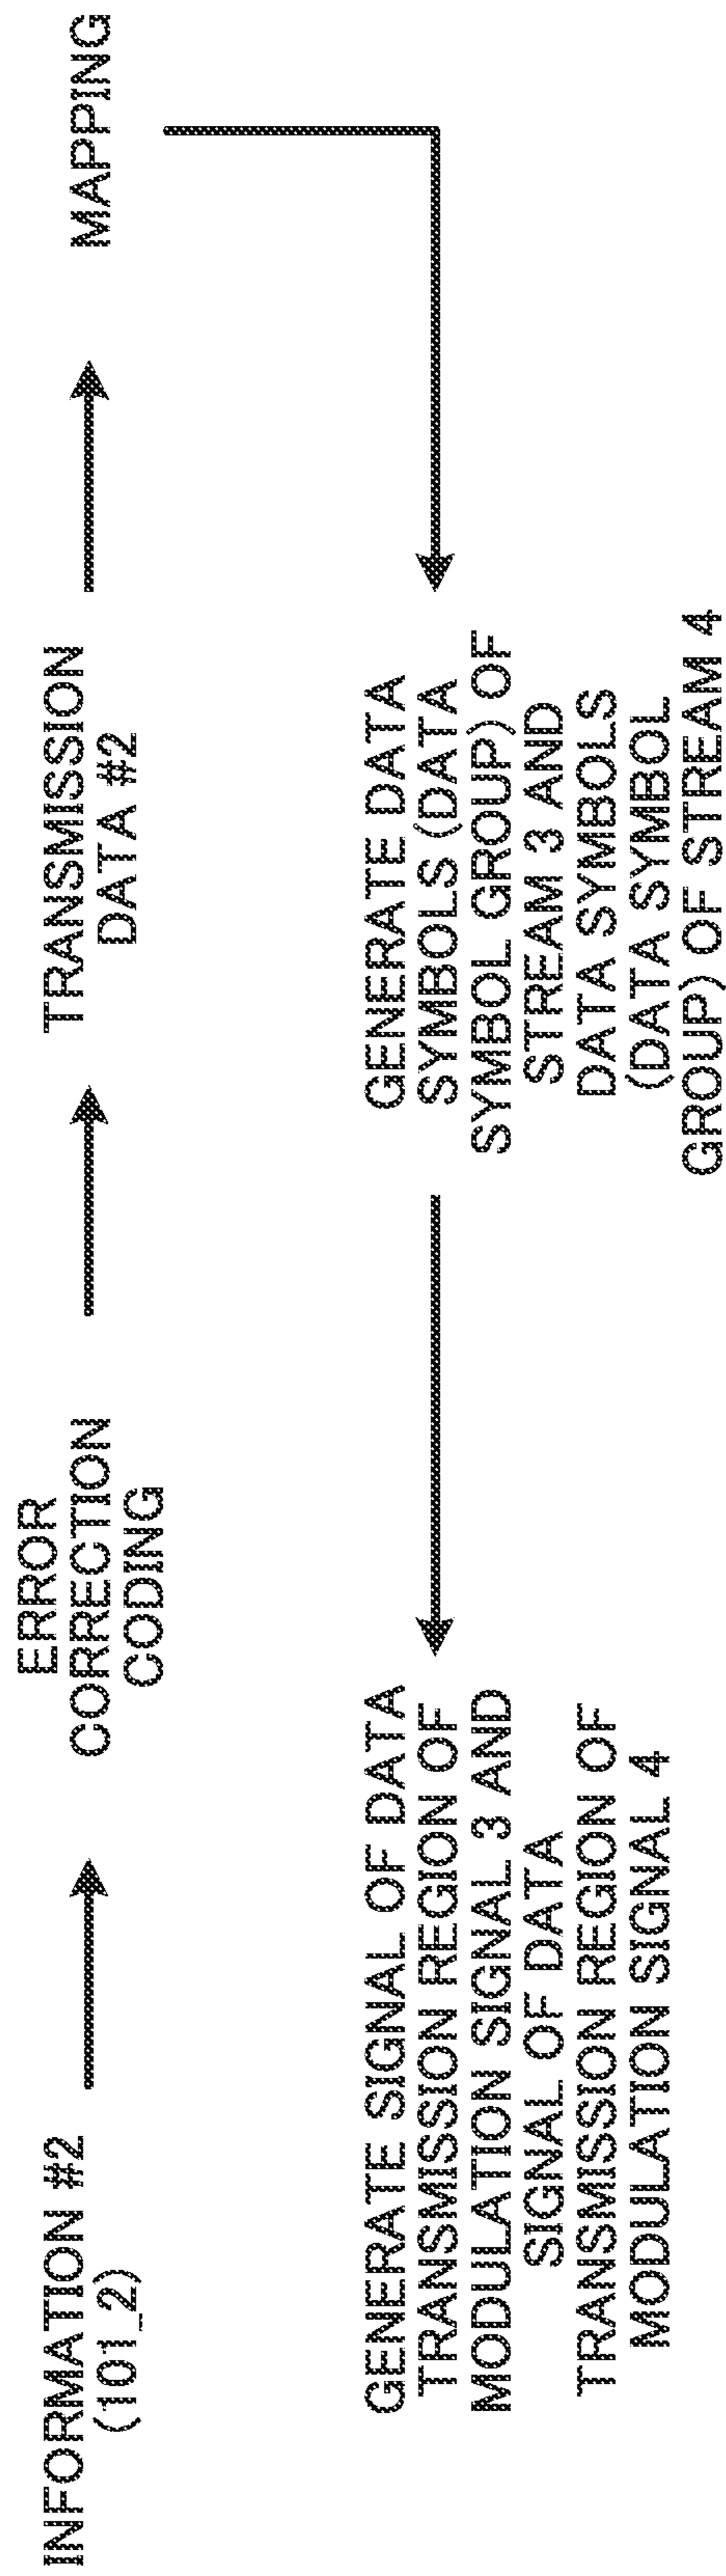 INFORMATION #2
(101_2)
ERROR
CORRECTION
CODING
TRANSMISSION
DATA #2
MAPPING
GENERATE DATA
SYMBOLS (DATA
SYMBOL GROUP) OF
STREAM 3 AND
DATA SYMBOLS
(DATA SYMBOL
GROUP) OF STREAM 4
GENERATE SIGNAL OF DATA
TRANSMISSION REGION OF
MODULATION SIGNAL 3 AND
SIGNAL OF DATA
TRANSMISSION REGION OF
MODULATION SIGNAL 4